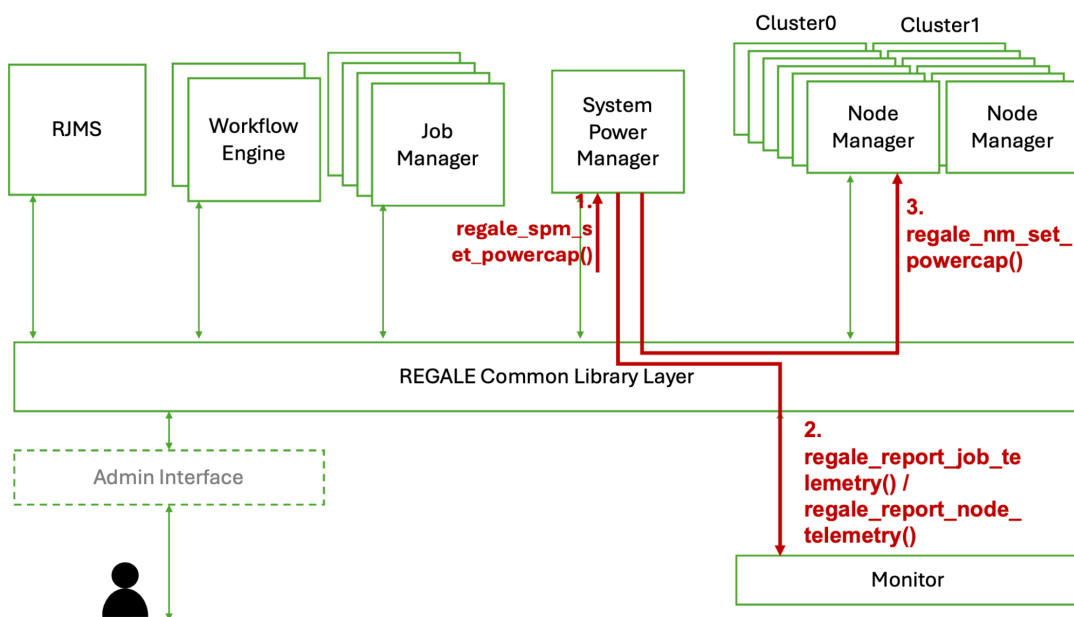 Cluster0
Cluster1
RJMS
Workflow
Engine
Job
Manager
System
Power
Manager
Node
Manager
Node
Manager
1.
regale_spm_s
et_powercap()
3.
regale_nm_set_
powercap()
REGALE Common Library Layer
Admin Interface
2.
regale_report_job_te
lemetry() /
regale_report_node_
telemetry()
Monitor